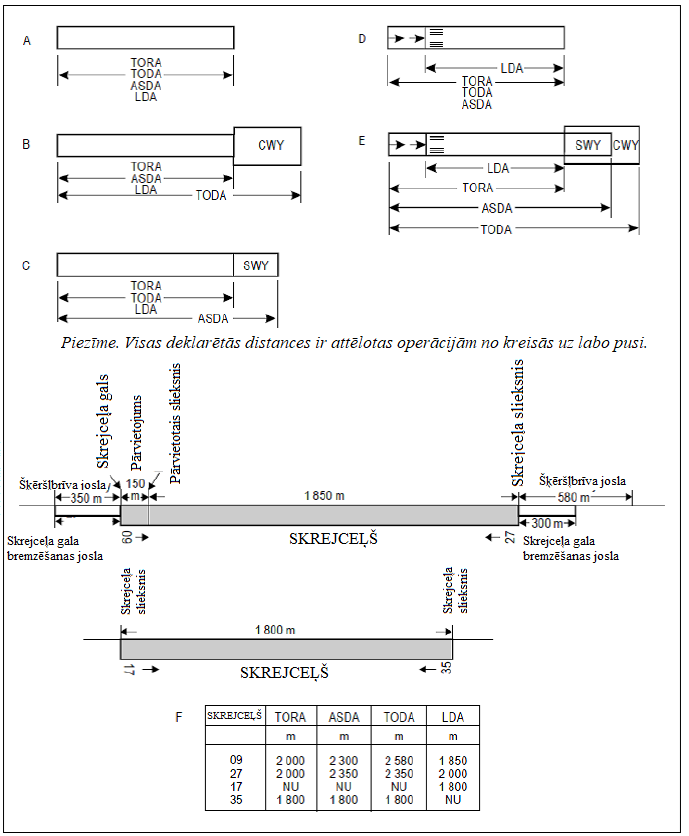 A
TORA
TODA
ASDA
LDA
D
LDA
TORA
TODA
ASDA
B
CWY
TORA
ASDA
LDA
TODA
E
SWY
CWY
LDA
TORA
ASDA
TODA
C
SWY
TORA
TODA
LDA
ASDA
Piezīme. Visas deklarētās distances ir attēlotas operācijām no kreisās uz labo pusi.
Skrejceļa gals
Pārvietojums
Pārvietotais slieksnis
Skrejceļa slieksnis
Šķēršļbrīva josla
350 m
150
m
1 850 m
Šķēršļbrīva josla
580 m
300 m
Skrejceļa gala
bremzēšanas josla
09
SKREJCEĻŠ
27
Skrejceļa gala
bremzēšanas josla
Skrejceļa
slieksnis
Skrejceļa
slieksnis
1 800 m
17
SKREJCEĻŠ
35
F
SKREJCEĻŠ TORA ASDA TODA LDA
m m m m
09 2 000 2 300 2 580 1 850
27 2 000 2 350 2 350 2 000
17 NU NU NU 1 800
35 1 800 1 800 1 800 NU